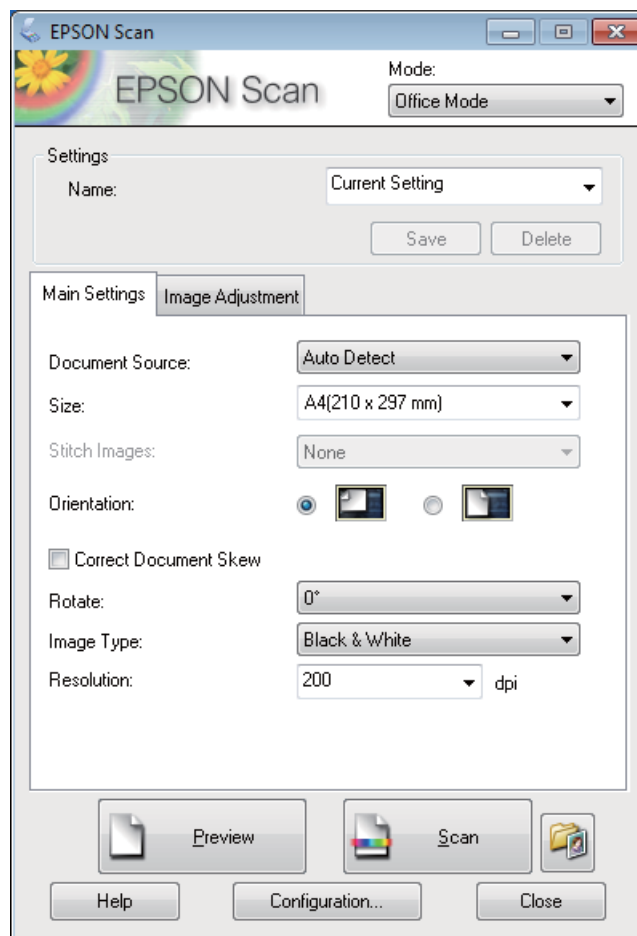 EPSON Scan
EPSON Scan
Mode:
Office Mode
Settings
Name:
Current Setting
Save
Delete
Main Settings
Image Adjustment
Document Source:
Auto Detect
Size:
A4(210 x 297 mm)
Stitch Images:
None
Orientation:
Correct Document Skew
Rotate:
0°
Image Type:
Black & White
Resolution:
200
dpi
Preview
Scan
Help
Configuration...
Close